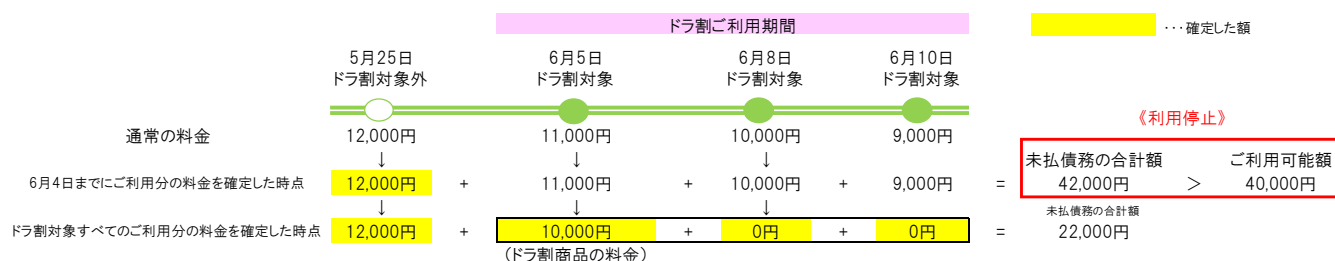 ドラ割ご利用期間
・・・確定した額
5月25日 6月5日 6月8日 6月10日
ドラ割対象外 ドラ割対象 ドラ割対象 ドラ割対象
《利用停止》
通常の料金 12,000円 11,000円 10,000円 9,000円
↓ ↓ ↓
未払債務の合計額 ご利用可能額
6月4日までにご利用分の料金を確定した時点 12,000円 + 11,000円 + 10,000円 + 9,000円 = 42,000円 > 40,000円
↓ ↓ ↓
未払債務の合計額
ドラ割対象すべてのご利用分の料金を確定した時点 12,000円 + 10,000円 + 0円 + 0円 = 22,000円
(ドラ割商品の料金)